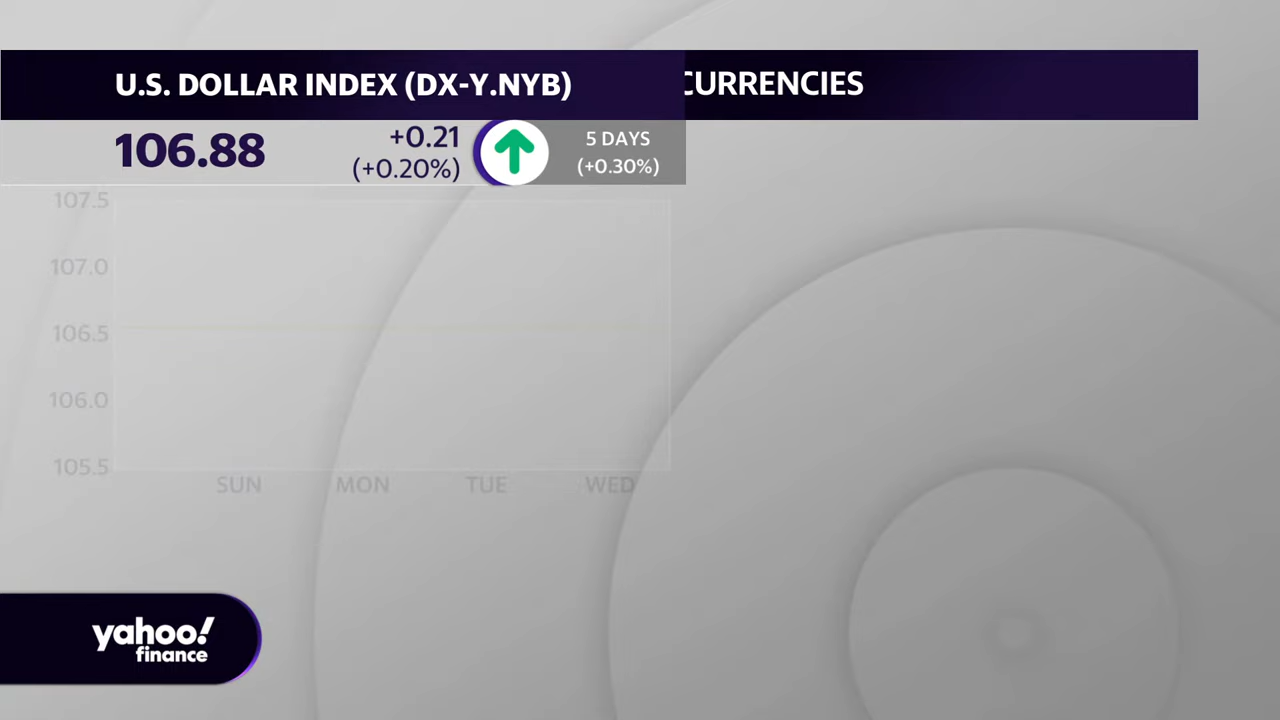 U.S. DOLLAR INDEX (DX-Y.NYB)
CURRENCIES
106.88
+0.21
(+0.20%)
5 DAYS
(+0.30%)
107.5
107.0
106.5
106.0
105.5
SUN MON TUE WED
yahoo!
finance